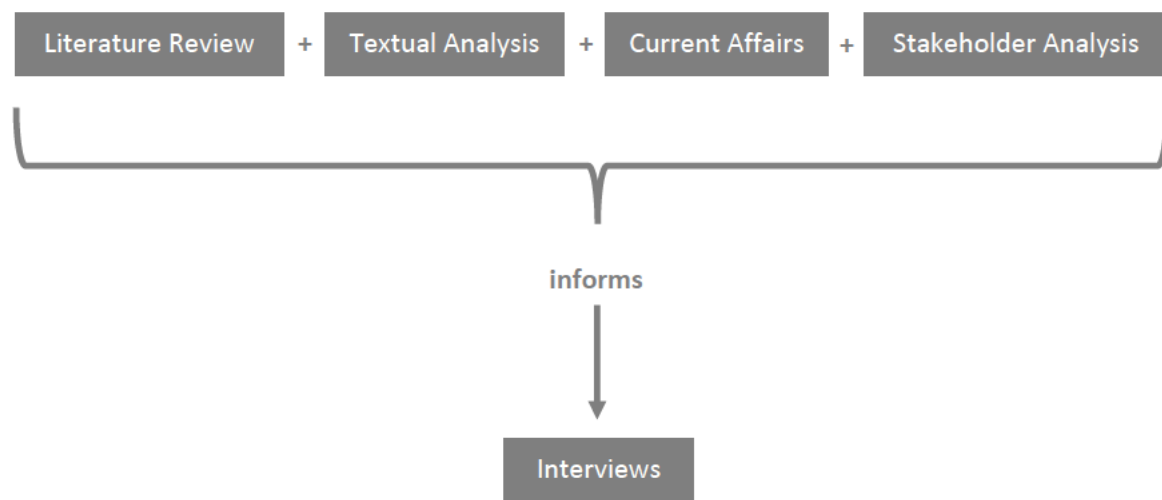 Literature Review + Textual Analysis + Current Affairs + Stakeholder Analysis
informs
Interviews